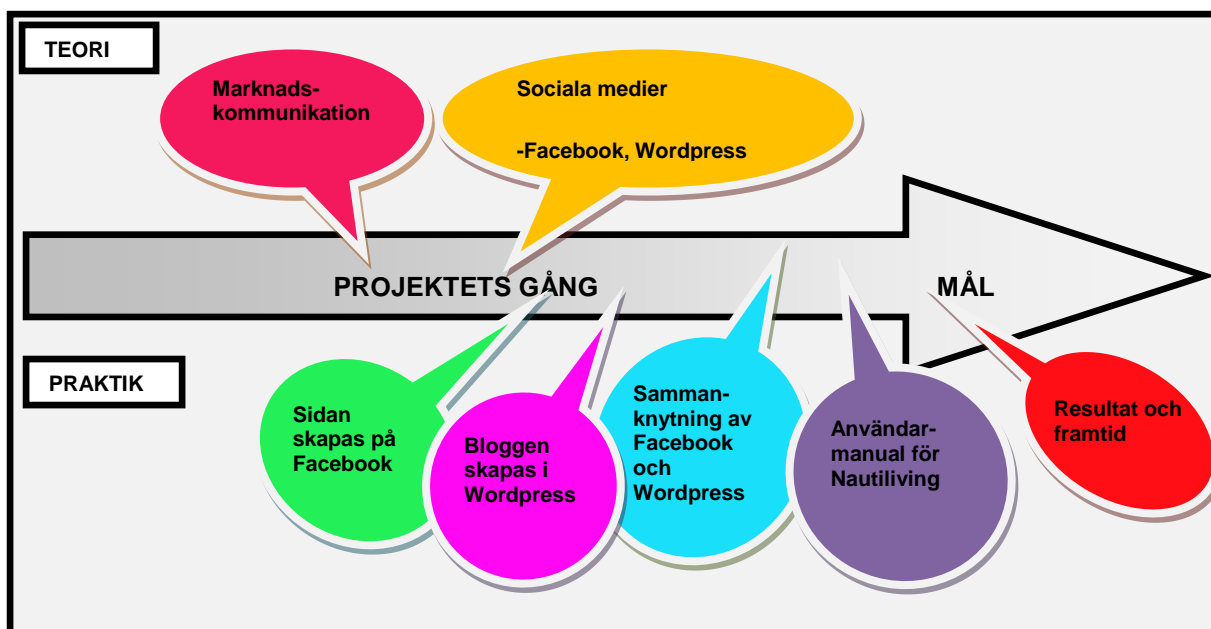 TEORI
Marknads-
kommunikation
Sociala medier
-Facebook, Wordpress
PROJEKTETS GÅNG
MÅL
PRAKTIK
Sidan
skapas på
Facebook
Bloggen
skapas i
Wordpress
Samman-
knytning av
Facebook
och
Wordpress
Användar-
manual för
Nautiliving
Resultat och
framtid